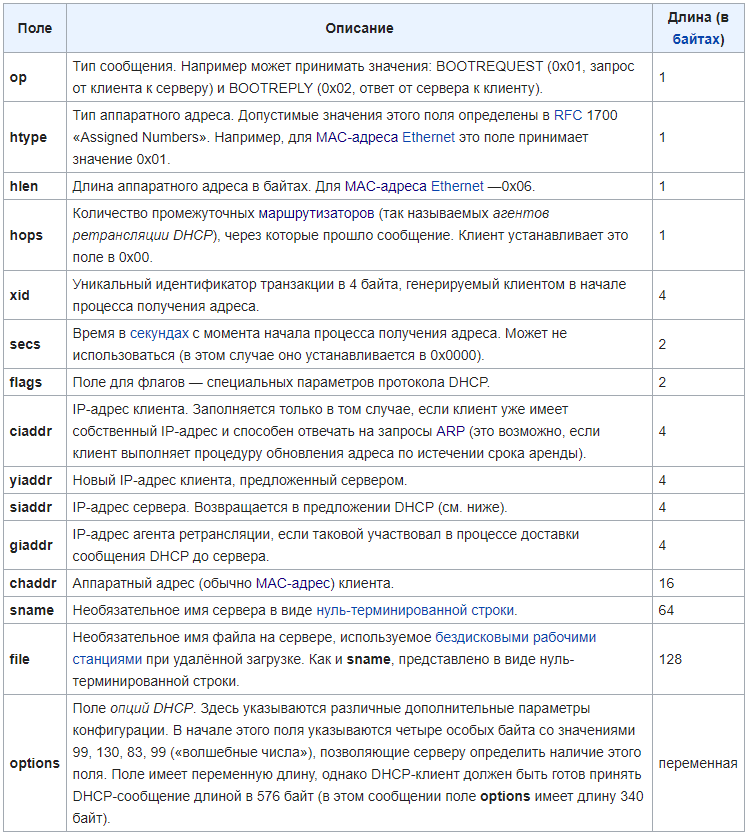 Поле Описание Длина (в
байтах)
op Тип сообщения. Например может принимать значения: BOOTREQUEST (0x01, запрос 1
от клиента к серверу) и BOOTREPLY (0x02, ответ от сервера к клиенту).
htype Тип аппаратного адреса. Допустимые значения этого поля определены в RFC 1700 1
«Assigned Numbers». Например, для MAC-адреса Ethernet это поле принимает
значение 0x01.
hlen Длина аппаратного адреса в байтах. Для MAC-адреса Ethernet —0x06. 1
hops Количество промежуточных маршрутизаторов (так называемых агентов 1
ретрансляции DHCP), через которые прошло сообщение. Клиент устанавливает это
поле в 0x00.
xid Уникальный идентификатор транзакции в 4 байта, генерируемый клиентом в начале 4
процесса получения адреса.
secs Время в секундах с момента начала процесса получения адреса. Может не 2
использоваться (в этом случае оно устанавливается в 0x0000).
flags Поле для флагов — специальных параметров протокола DHCP. 2
ciaddr IP-адрес клиента. Заполняется только в том случае, если клиент уже имеет 4
собственный IP-адрес и способен отвечать на запросы ARP (это возможно, если
клиент выполняет процедуру обновления адреса по истечении срока аренды).
yiaddr Новый IP-адрес клиента, предложенный сервером. 4
siaddr IP-адрес сервера. Возвращается в предложении DHCP (см. ниже). 4
giaddr IP-адрес агента ретрансляции, если таковой участвовал в процессе доставки 4
сообщения DHCP до сервера.
chaddr Аппаратный адрес (обычно MAC-адрес) клиента. 16
sname Необязательное имя сервера в виде нуль-терминированной строки. 64
file Необязательное имя файла на сервере, используемое бездисковыми рабочими 128
станциями при удалённой загрузке. Как и sname, представлено в виде нуль-
терминированной строки.
options Поле опций DHCP. Здесь указываются различные дополнительные параметры переменная
конфигурации. В начале этого поля указываются четыре особых байта со значениями
99, 130, 83, 99 («волшебные числа»), позволяющие серверу определить наличие этого
поля. Поле имеет переменную длину, однако DHCP-клиент должен быть готов принять
DHCP-сообщение длиной в 576 байт (в этом сообщении поле options имеет длину 340
байт).